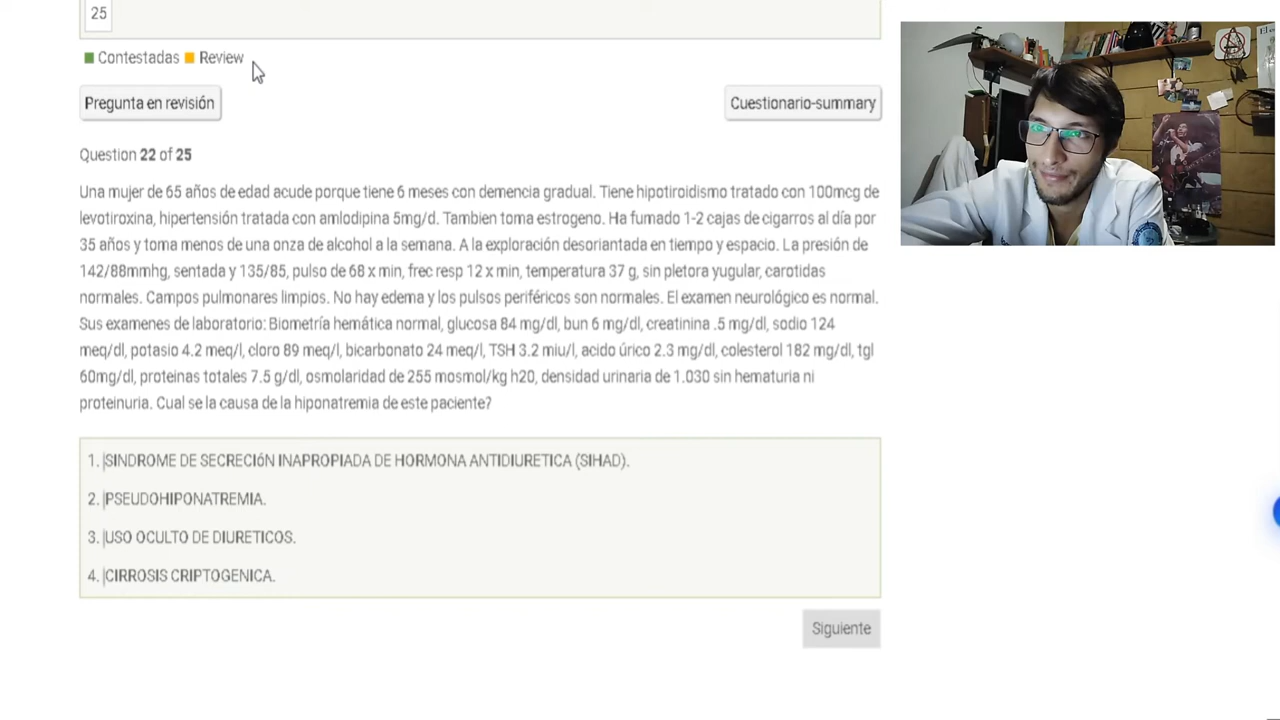 25
Contestadas Review
Pregunta en revisión
Cuestionario-summary
Question 22 of 25
Una mujer de 65 años de edad acude porque tiene 6 meses con demencia gradual. Tiene hipotiroidismo tratado con 100mcg de
levotiroxina, hipertensión tratada con amlodipina 5mg/d. Tambien toma estrogeno. Ha fumado 1-2 cajas de cigarros al día por
35 años y toma menos de una onza de alcohol a la semana. A la exploración desoriantada en tiempo y espacio. La presión de
142/88mmhg, sentada y 135/85, pulso de 68 x min, frec resp 12 x min, temperatura 37 g, sin pletora yugular, carotidas
normales. Campos pulmonares limpios. No hay edema y los pulsos periféricos son normales. El examen neurológico es normal.
Sus examenes de laboratorio: Biometría hemática normal, glucosa 84 mg/dl, bun 6 mg/dl, creatinina .5 mg/dl, sodio 124
meq/dl, potasio 4.2 meq/l, cloro 89 meq/l, bicarbonato 24 meq/l, TSH 3.2 miu/l, acido úrico 2.3 mg/dl, colesterol 182 mg/dl, tgl
60mg/dl, proteinas totales 7.5 g/dl, osmolaridad de 255 mosmol/kg h20, densidad urinaria de 1.030 sin hematuria ni
proteinuria. Cual se la causa de la hiponatremia de este paciente?
1. SINDROME DE SECRECIóN INAPROPIADA DE HORMONA ANTIDIURETICA (SIHAD).
2. PSEUDOHIPONATREMIA.
3. USO OCULTO DE DIURETICOS.
4. CIRROSIS CRIPTOGENICA.
Siguiente